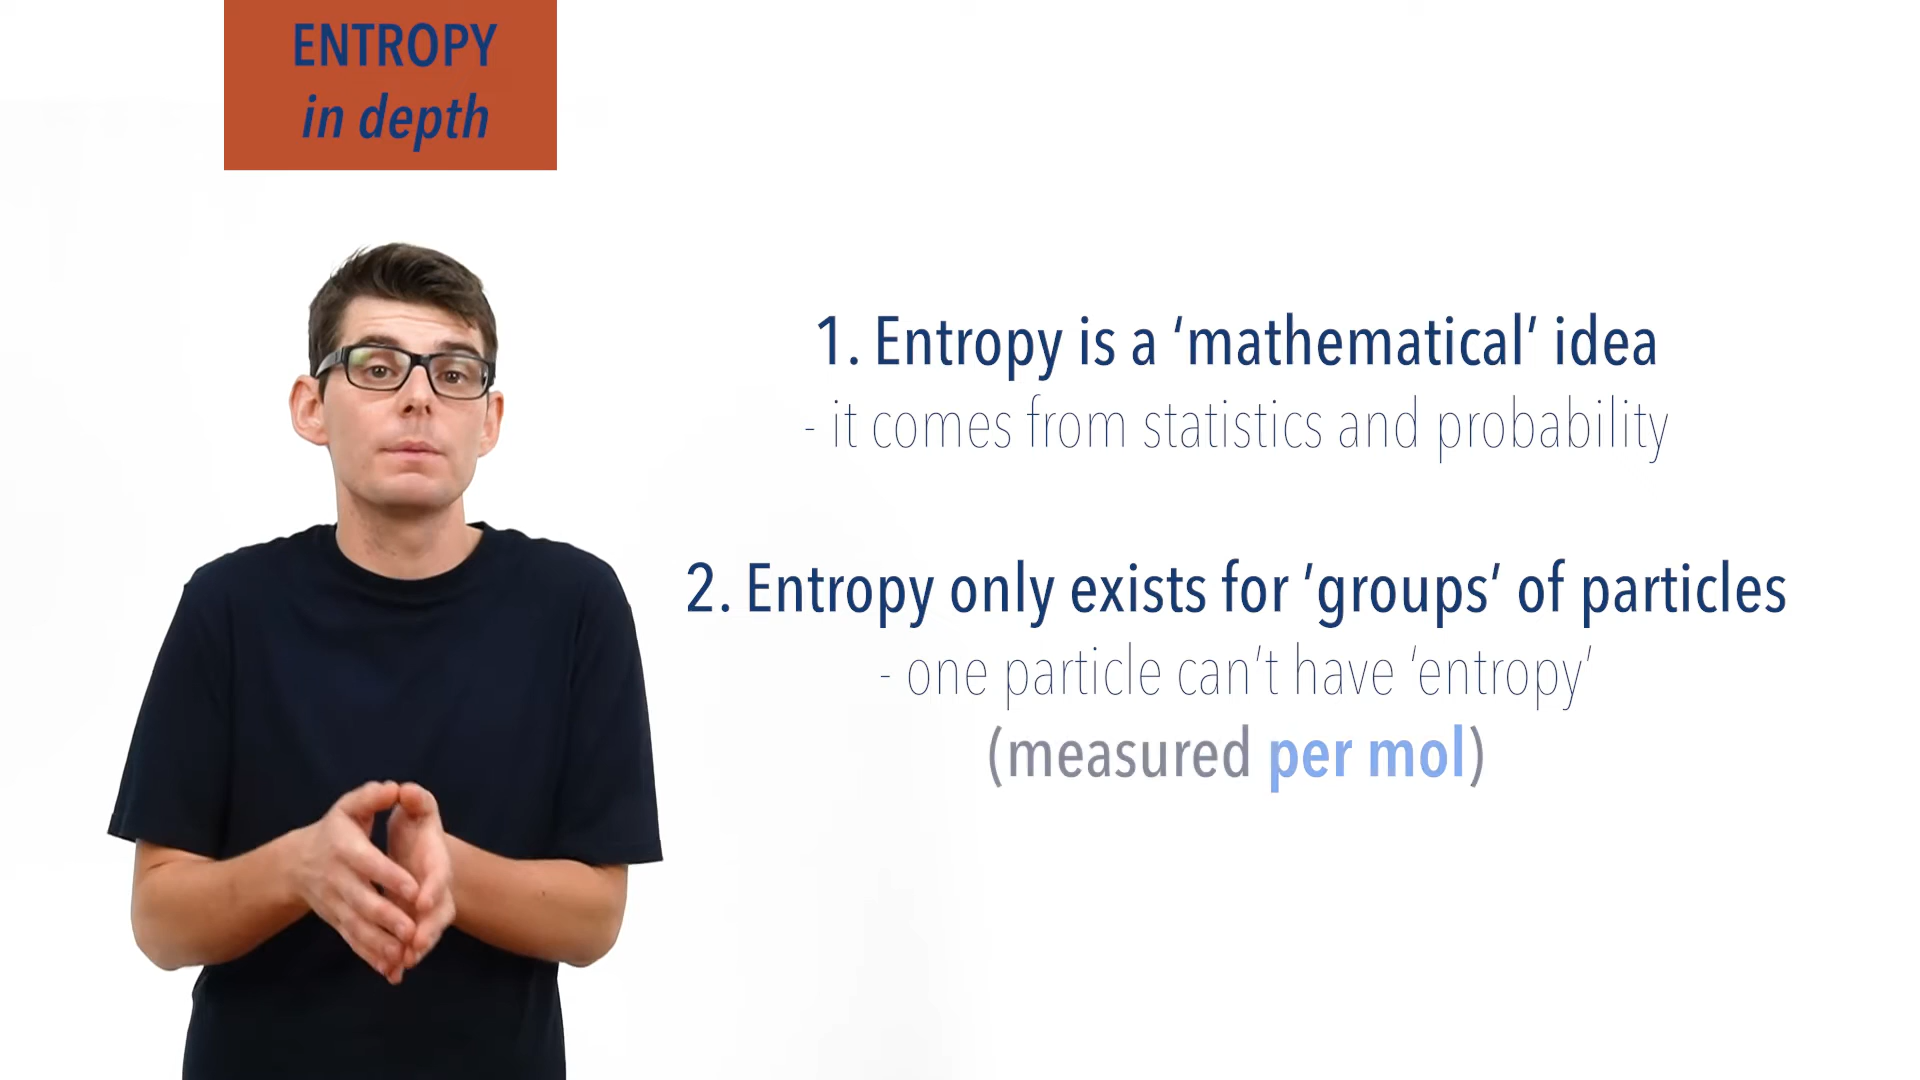 ENTROPY
in depth
1. Entropy is a ‘mathematical’ idea
- it comes from statistics and probability
2. Entropy only exists for ’groups’ of particles
- one particle can’t have ‘entropy’
(measured per mol)